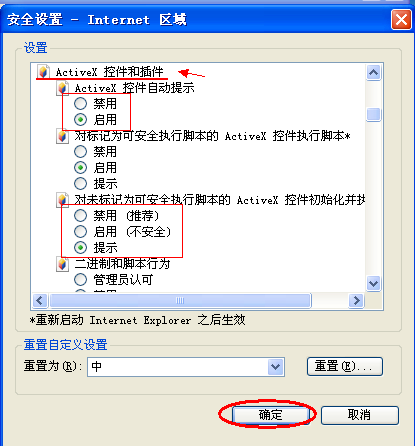 安全设置 - Internet 区域
设置
ActiveX 控件和插件
ActiveX 控件自动提示
禁用
启用
对标记为可安全执行脚本的 ActiveX 控件执行脚本*
禁用
启用
提示
对未标记为可安全执行脚本的 ActiveX 控件初始化并执
禁用 (推荐)
启用 (不安全)
提示
二进制和脚本行为
管理员认可
*重新启动 Internet Explorer 之后生效
重置自定义设置
重置为(R): 中 重置(E)...
确定 取消